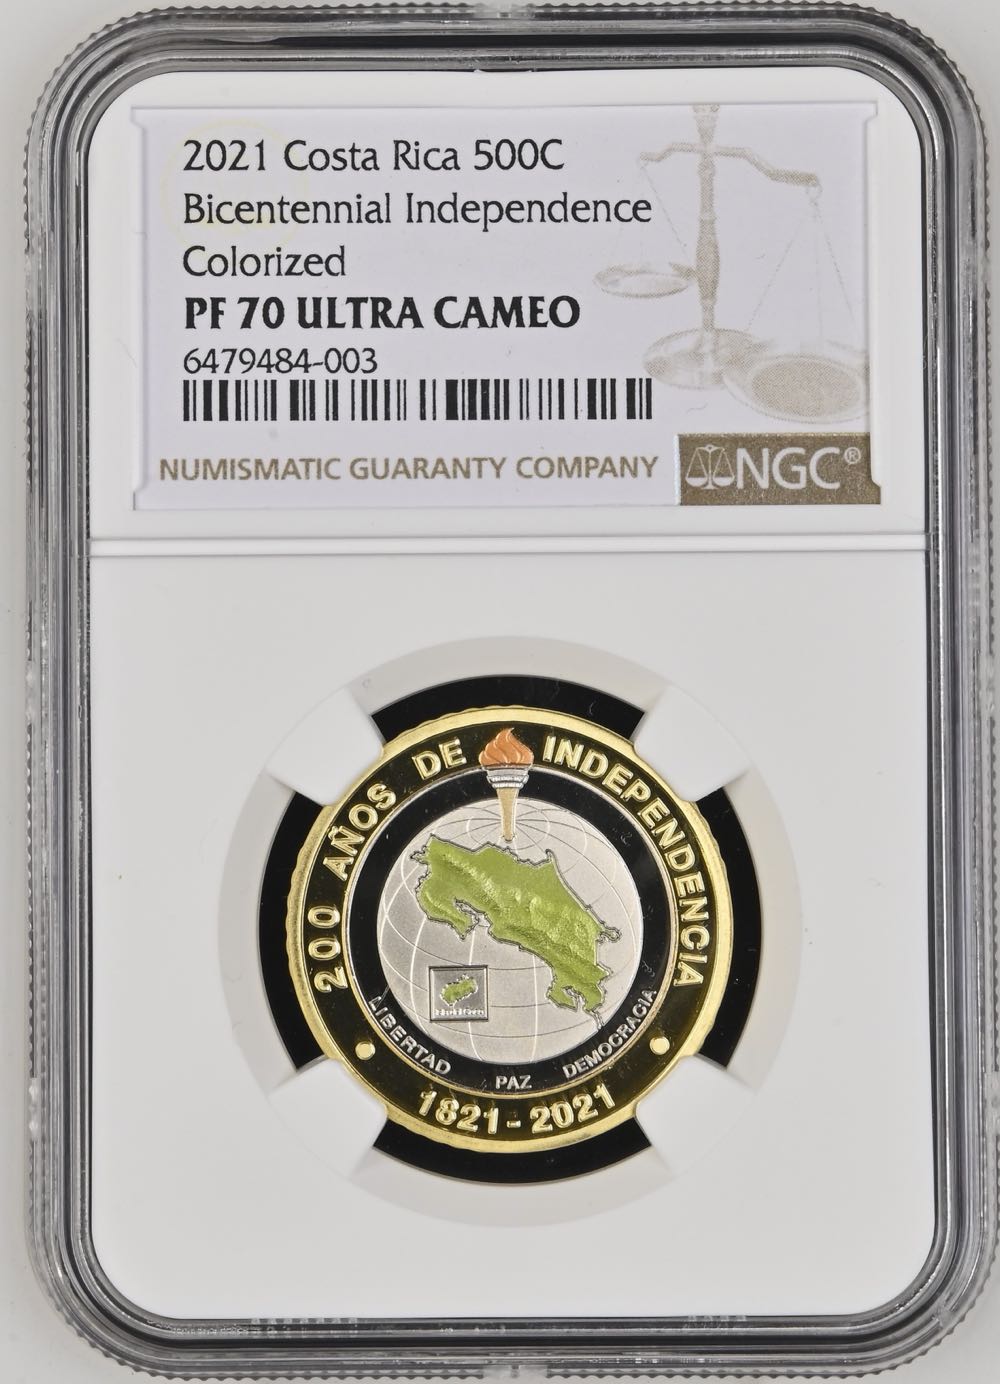 2021 Costa Rica 500C
Bicentennial Independence
Colorized
PF 70 ULTRA CAMEO
6479484-003
NUMISMATIC GUARANTY COMPANY
NGC®
200 AÑOS DE INDEPENDENCIA
LIBERTAD PAZ DEMOCRACIA
1821-2021